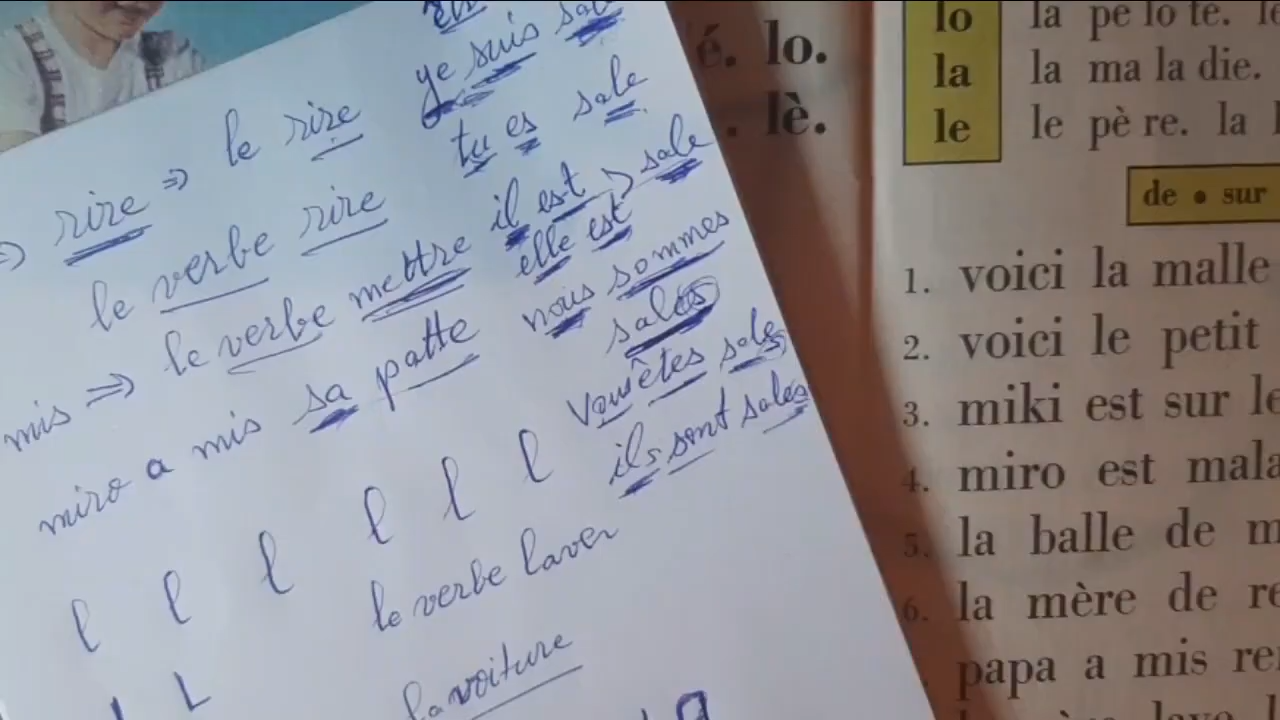 rire => le rire
le verbe rire
mis => le verbe mettre
miro a mis sa patte
l l l l l l
le verbe laver
la voiture
ye suis
tu es sale
il est > sale
elle est
nous sommes
sales
vous êtes sales
ils sont sales
é. lo.
. lè.
lo la pe lo te.
la la ma la die.
le le pè re. la
de • sur
1. voici la malle
2. voici le petit
3. miki est sur le
4. miro est mala
5. la balle de m
6. la mère de re
papa a mis re